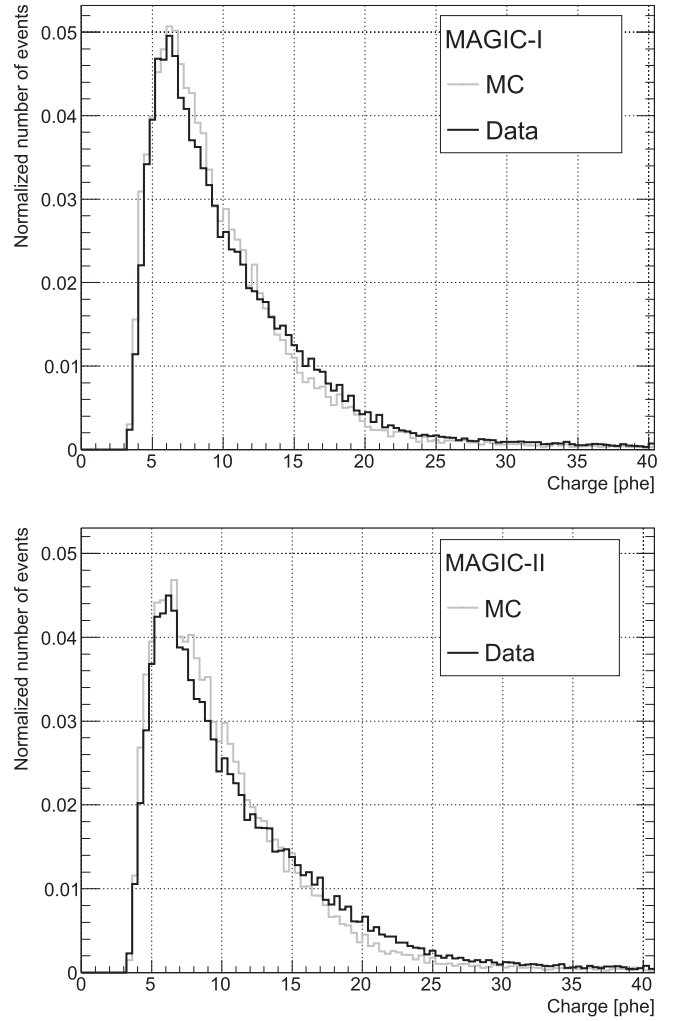 Normalized number of events
0.05
0.04
0.03
0.02
0.01
0
0 5 10 15 20 25 30 35 40
Charge [phe]
MAGIC-I
MC
Data
Normalized number of events
0.05
0.04
0.03
0.02
0.01
0
0 5 10 15 20 25 30 35 40
Charge [phe]
MAGIC-II
MC
Data